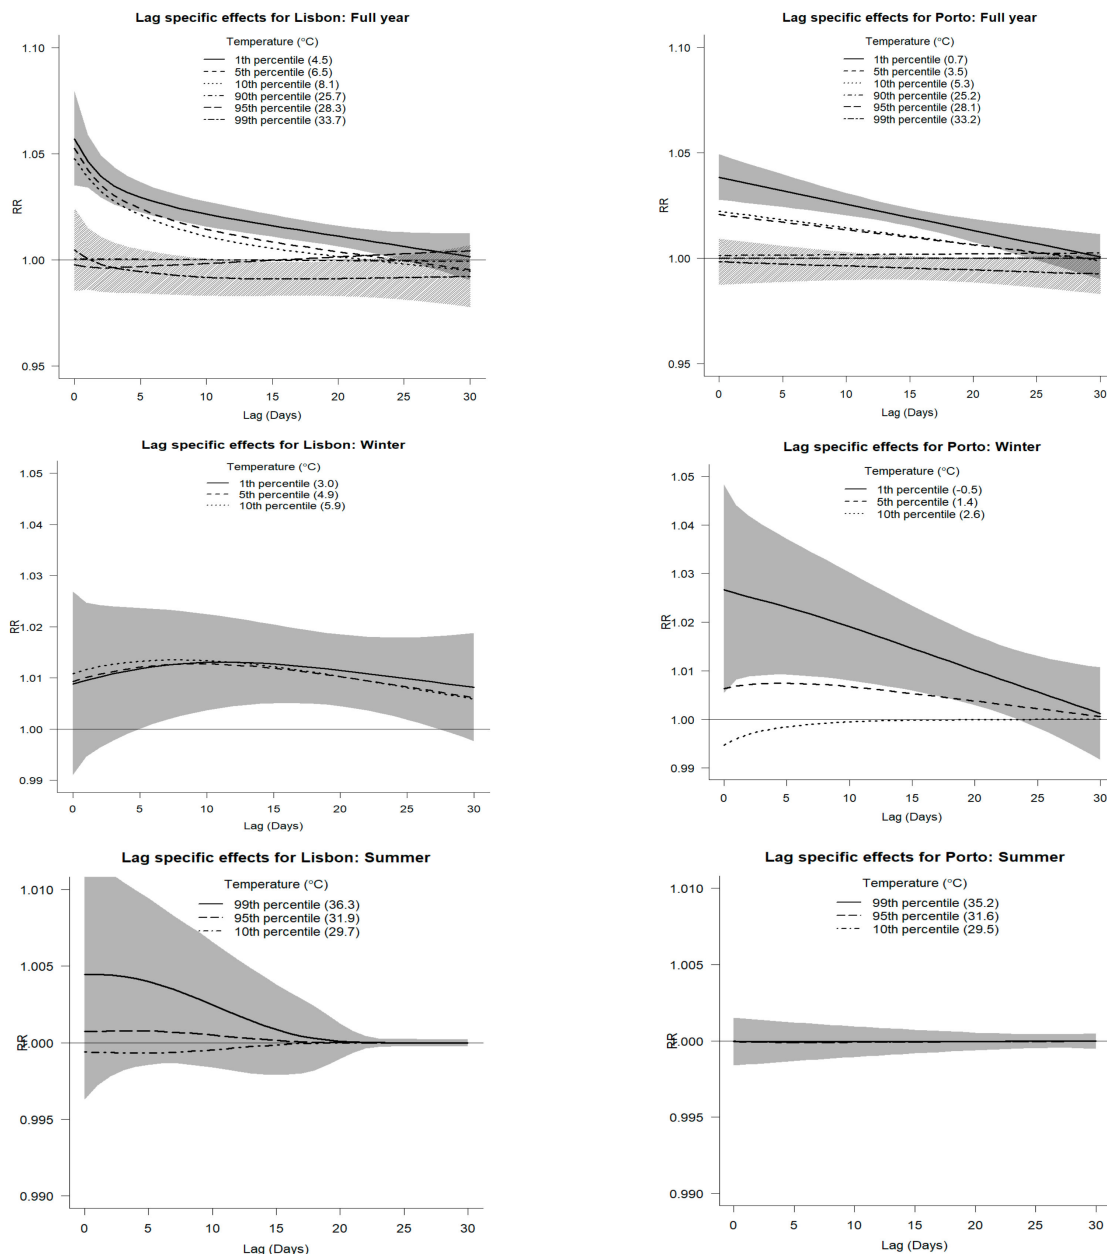 Lag specific effects for Lisbon: Full year
Temperature (°C)
1th percentile (4.5)
5th percentile (6.5)
10th percentile (8.1)
90th percentile (25.7)
95th percentile (28.3)
99th percentile (33.7)
1.10
1.05
1.00
0.95
RR
0 5 10 15 20 25 30
Lag (Days)
Lag specific effects for Porto: Full year
Temperature (°C)
1th percentile (0.7)
5th percentile (3.5)
10th percentile (5.3)
90th percentile (25.2)
95th percentile (28.1)
99th percentile (33.2)
1.10
1.05
1.00
0.95
RR
0 5 10 15 20 25 30
Lag (Days)
Lag specific effects for Lisbon: Winter
Temperature (°C)
1th percentile (3.0)
5th percentile (4.9)
10th percentile (5.9)
1.05
1.04
1.03
1.02
1.01
1.00
0.99
RR
0 5 10 15 20 25 30
Lag (Days)
Lag specific effects for Porto: Winter
Temperature (°C)
1th percentile (-0.5)
5th percentile (1.4)
10th percentile (2.6)
1.05
1.04
1.03
1.02
1.01
1.00
0.99
RR
0 5 10 15 20 25 30
Lag (Days)
Lag specific effects for Lisbon: Summer
Temperature (°C)
99th percentile (36.3)
95th percentile (31.9)
10th percentile (29.7)
1.010
1.005
1.000
0.995
0.990
RR
0 5 10 15 20 25 30
Lag (Days)
Lag specific effects for Porto: Summer
Temperature (°C)
99th percentile (35.2)
95th percentile (31.6)
10th percentile (29.5)
1.010
1.005
1.000
0.995
0.990
RR
0 5 10 15 20 25 30
Lag (Days)